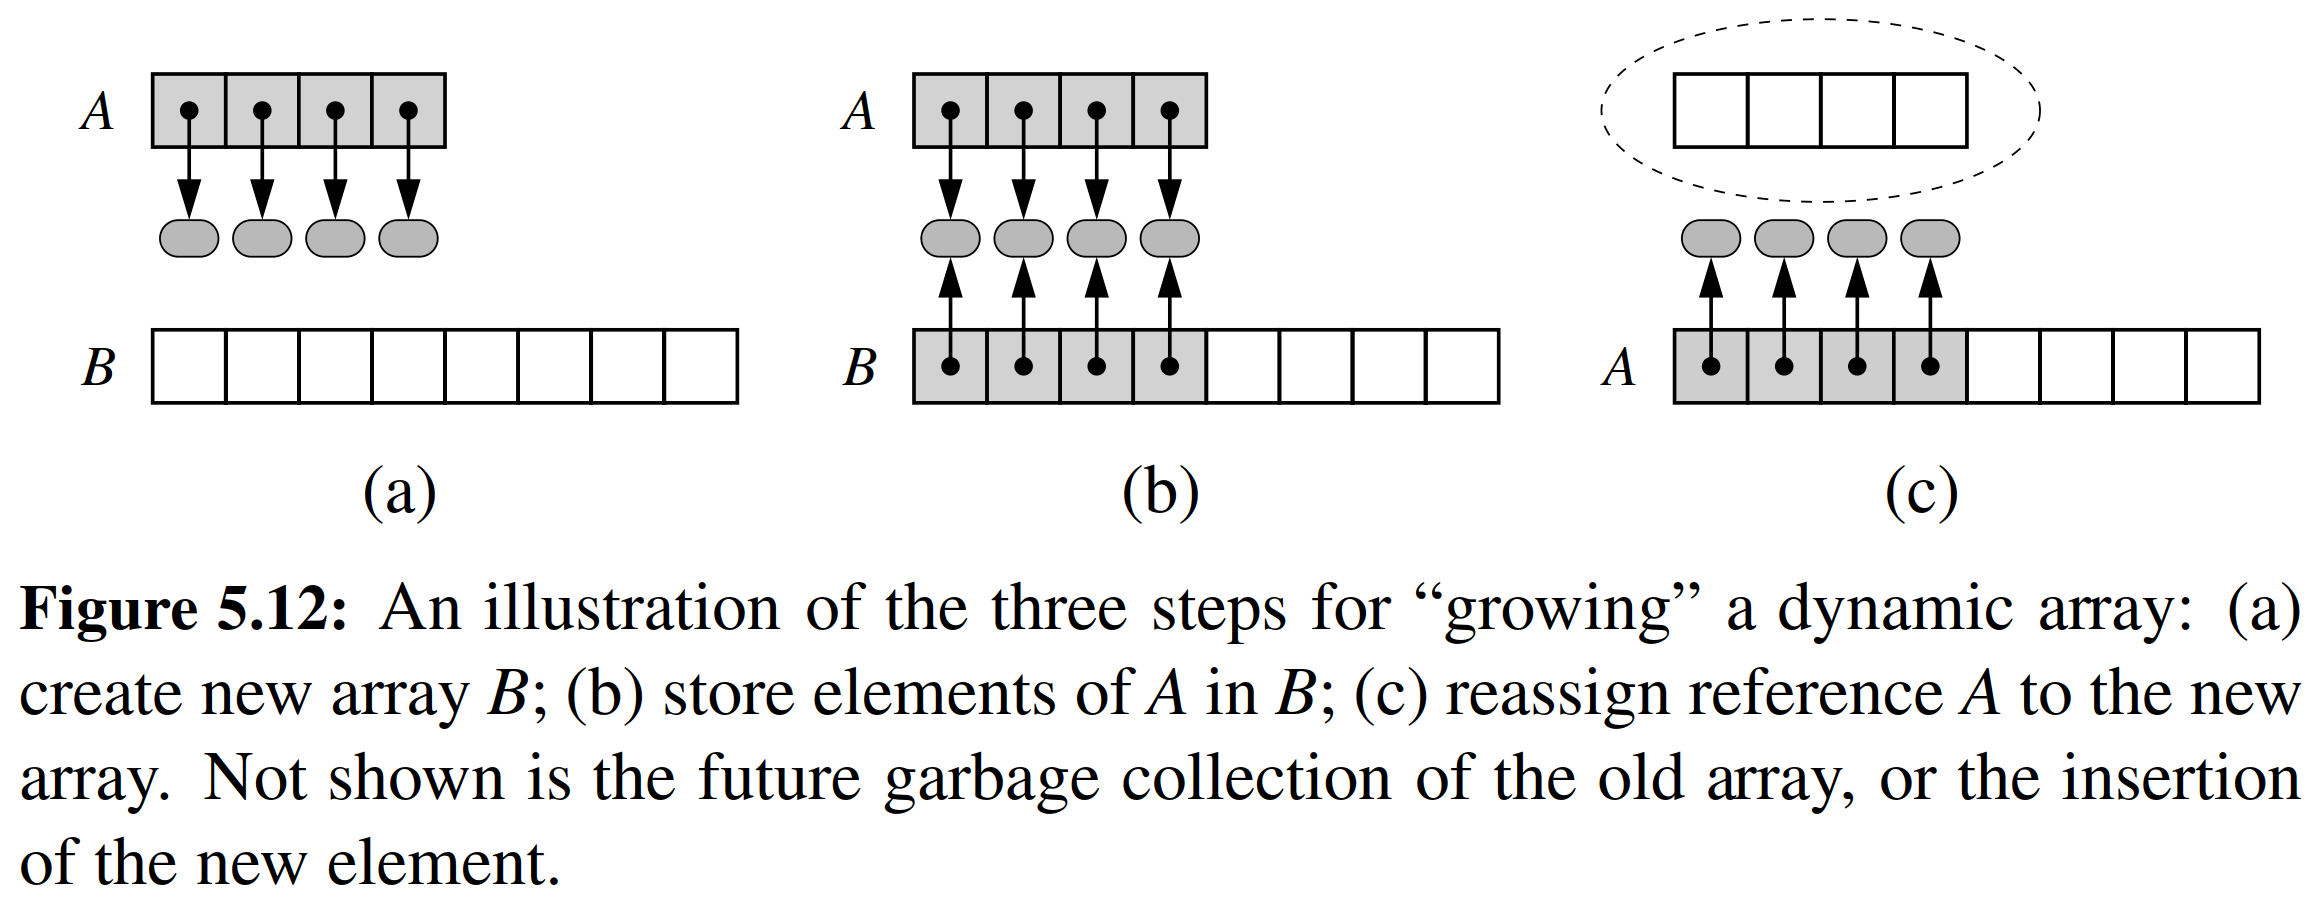 A
A
B
B
A
(a)
(b)
(c)
Figure 5.12: An illustration of the three steps for “growing” a dynamic array: (a)
create new array B; (b) store elements of A in B; (c) reassign reference A to the new
array. Not shown is the future garbage collection of the old array, or the insertion
of the new element.